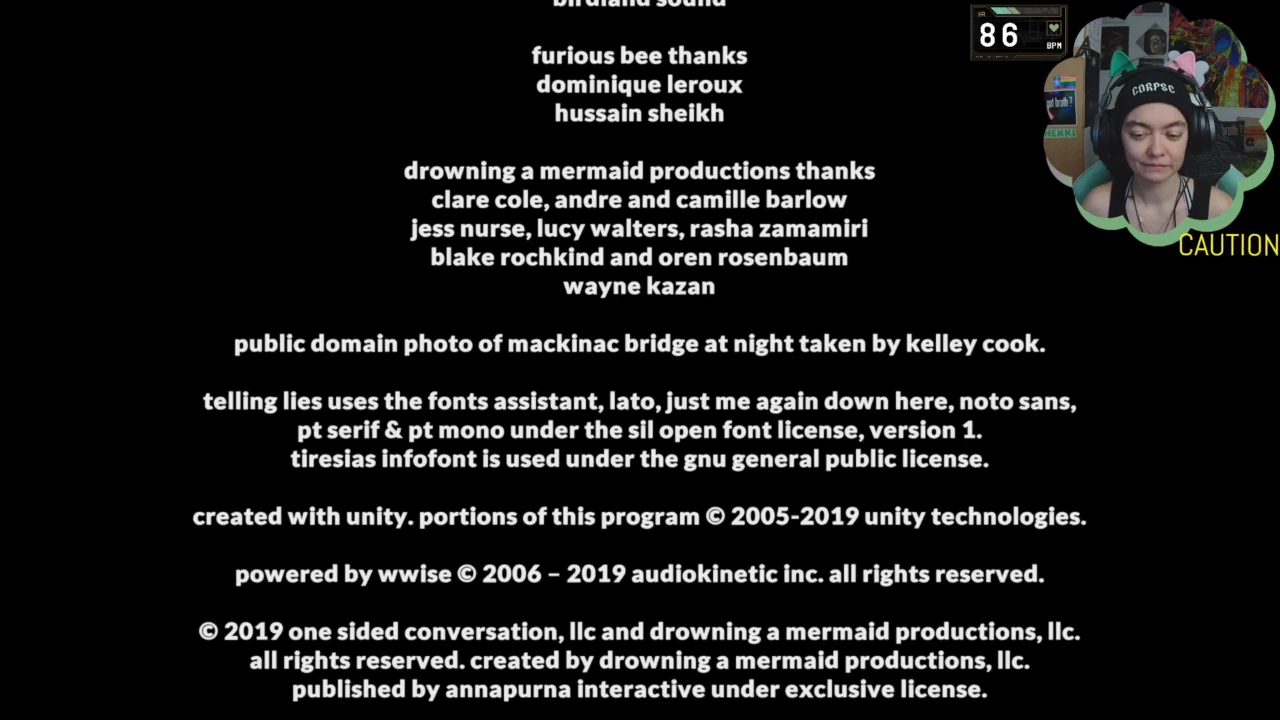 birdland sound
furious bee thanks
dominique leroux
hussain sheikh
drowning a mermaid productions thanks
clare cole, andre and camille barlow
jess nurse, lucy walters, rasha zamamiri
blake rochkind and oren rosenbaum
wayne kazan
public domain photo of mackinac bridge at night taken by kelley cook.
telling lies uses the fonts assistant, lato, just me again down here, noto sans,
pt serif & pt mono under the sil open font license, version 1.
tiresias infofont is used under the gnu general public license.
created with unity. portions of this program © 2005-2019 unity technologies.
powered by wwise © 2006 – 2019 audiokinetic inc. all rights reserved.
© 2019 one sided conversation, llc and drowning a mermaid productions, llc.
all rights reserved. created by drowning a mermaid productions, llc.
published by annapurna interactive under exclusive license.
86
BPM
CORPSE
got broth?
CAUTION